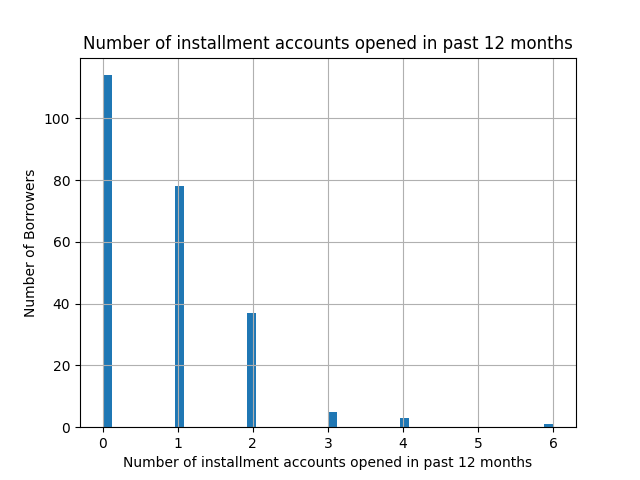 Number of installment accounts opened in past 12 months
Number of Borrowers
100
80
60
40
20
0
0 1 2 3 4 5 6
Number of installment accounts opened in past 12 months